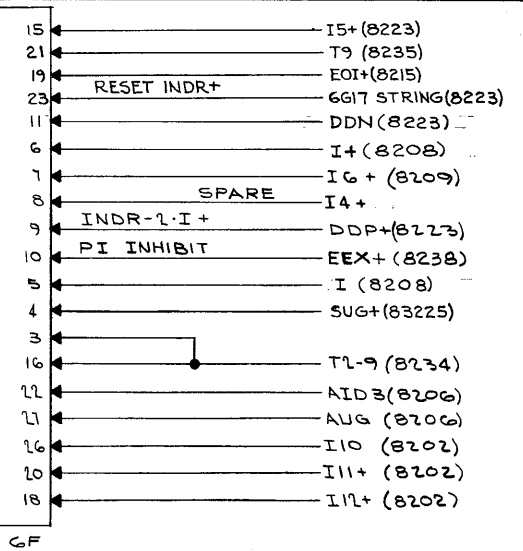 15 I5+(8223)
21 T9 (8235)
19 EOI+(8215)
23 RESET INDR+ 6G17 STRING(8223)
11 DDN(8223)
6 I+(8208)
7 I6+ (8209)
8 SPARE I4+
9 INDR-2·I+ DDP+(8223)
10 PI INHIBIT EEX+(8238)
5 I (8208)
4 SUG+(83225)
3
16 T2-9 (8234)
22 AID3(8206)
27 AUG (8206)
26 I10 (8202)
20 I11+ (8202)
18 I12+ (8202)
6F